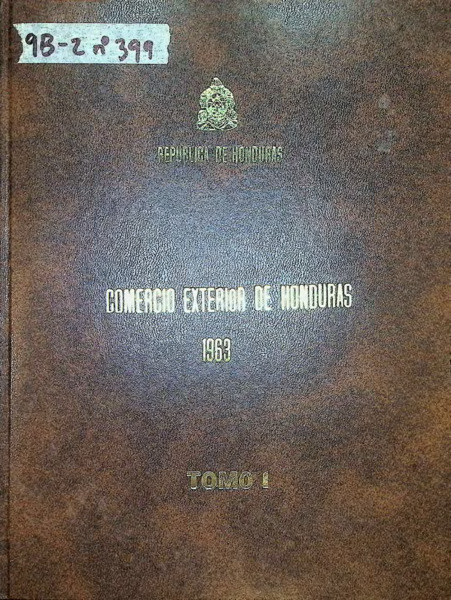 9B-2 nº 399
REPUBLICA DE HONDURAS
COMERCIO EXTERIOR DE HONDURAS
1963
TOMO I